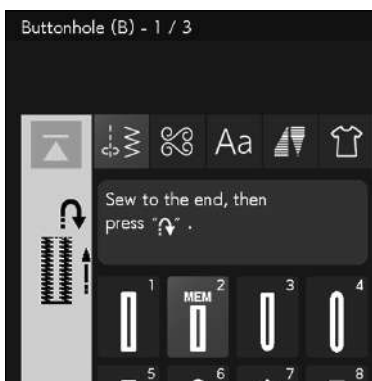 Buttonhole (B) - 1 / 3
Aa
Sew to the end, then
press " ".
1
MEM 2
3
4
5
6
7
8